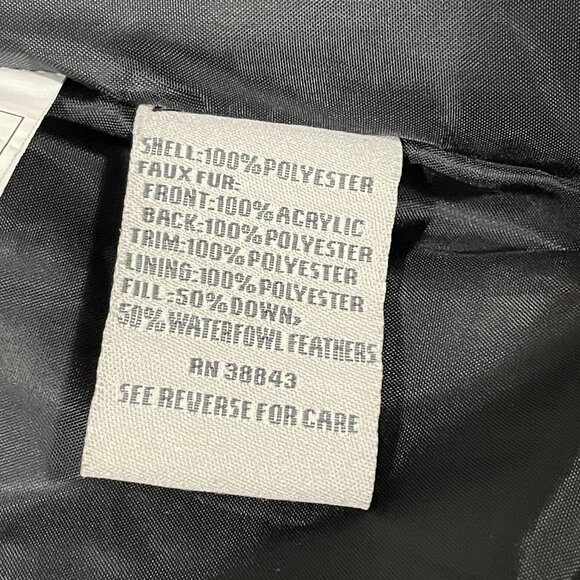 SHELL:100%POLYESTER
FAUX FUR:
FRONT:100%ACRYLIC
BACK:100%POLYESTER
TRIM:100%POLYESTER
LINING:100%POLYESTER
FILL:50%DOWN,
50%WATERFOWL FEATHERS
RN 38843
SEE REVERSE FOR CARE